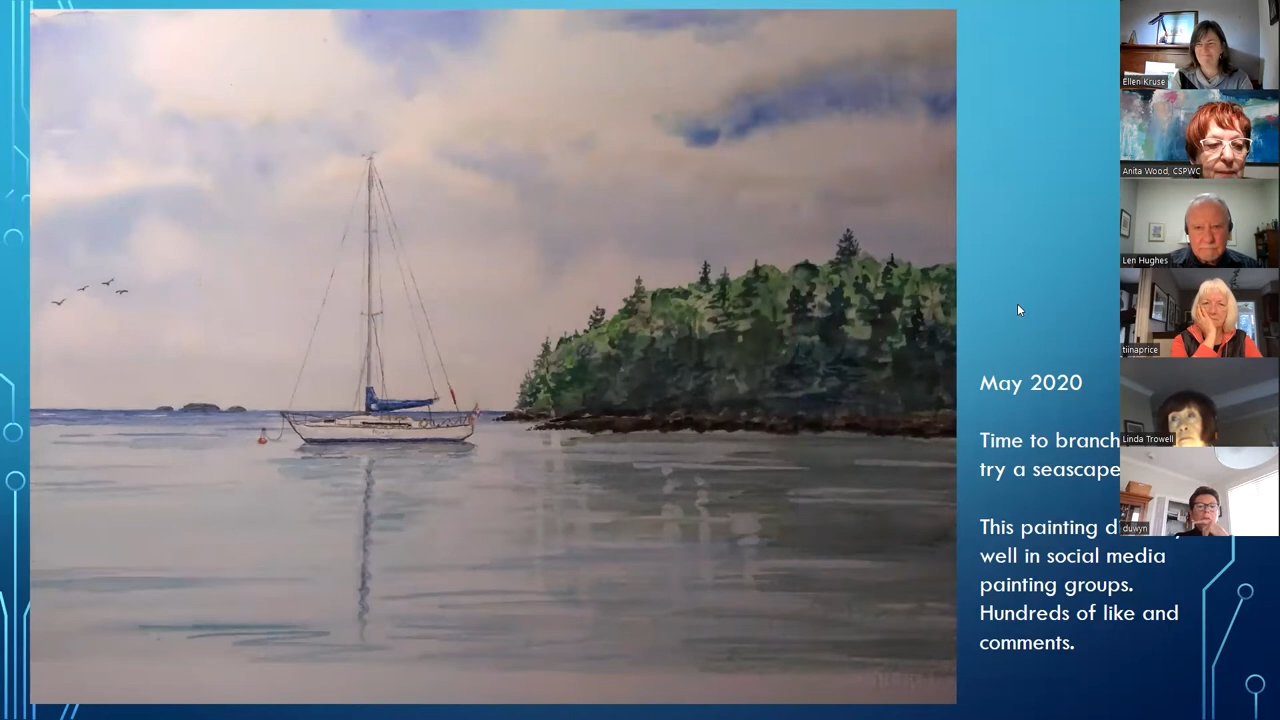 May 2020
Time to branch
try a seascape
This painting d
well in social media
painting groups.
Hundreds of like and
comments.
Ellen Kruse
Anita Wood, CSPWC
Len Hughes
tiinaprice
Linda Trowell
duwyn